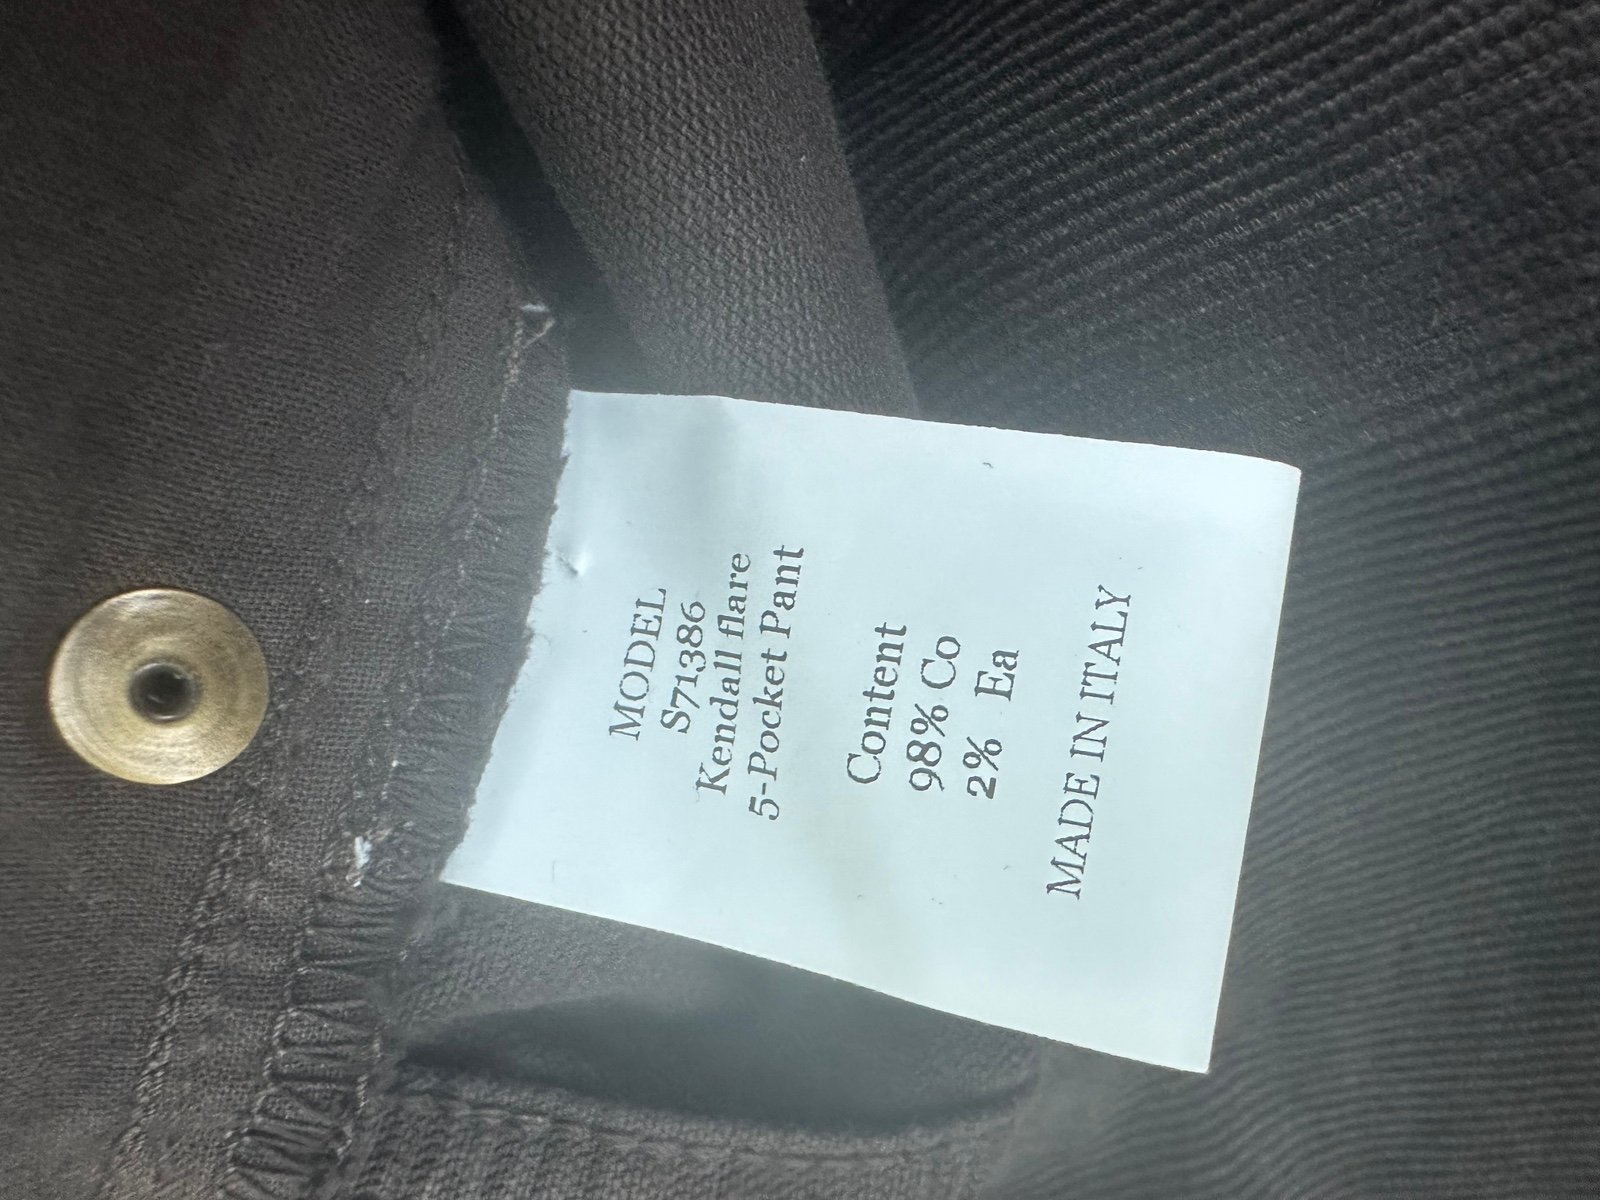 MODEL
S71386
Kendall flare
5-Pocket Pant
Content
98% Co
2% Ea
MADE IN ITALY